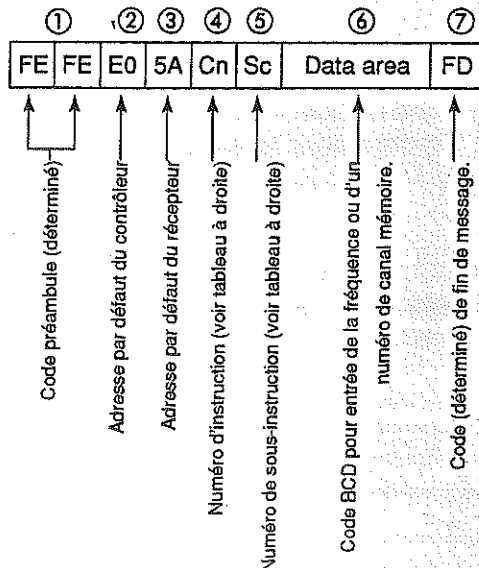 ① ② ③ ④ ⑤ ⑥ ⑦
FE FE E0 5A Cn Sc Data area FD
Code préambule (déterminé)
Adresse par défaut du contrôleur
Adresse par défaut du récepteur
Numéro d'instruction (voir tableau à droite)
Numéro de sous-instruction (voir tableau à droite)
Code BCD pour entrée de la fréquence ou d'un
numéro de canal mémoire.
Code (déterminé) de fin de message.